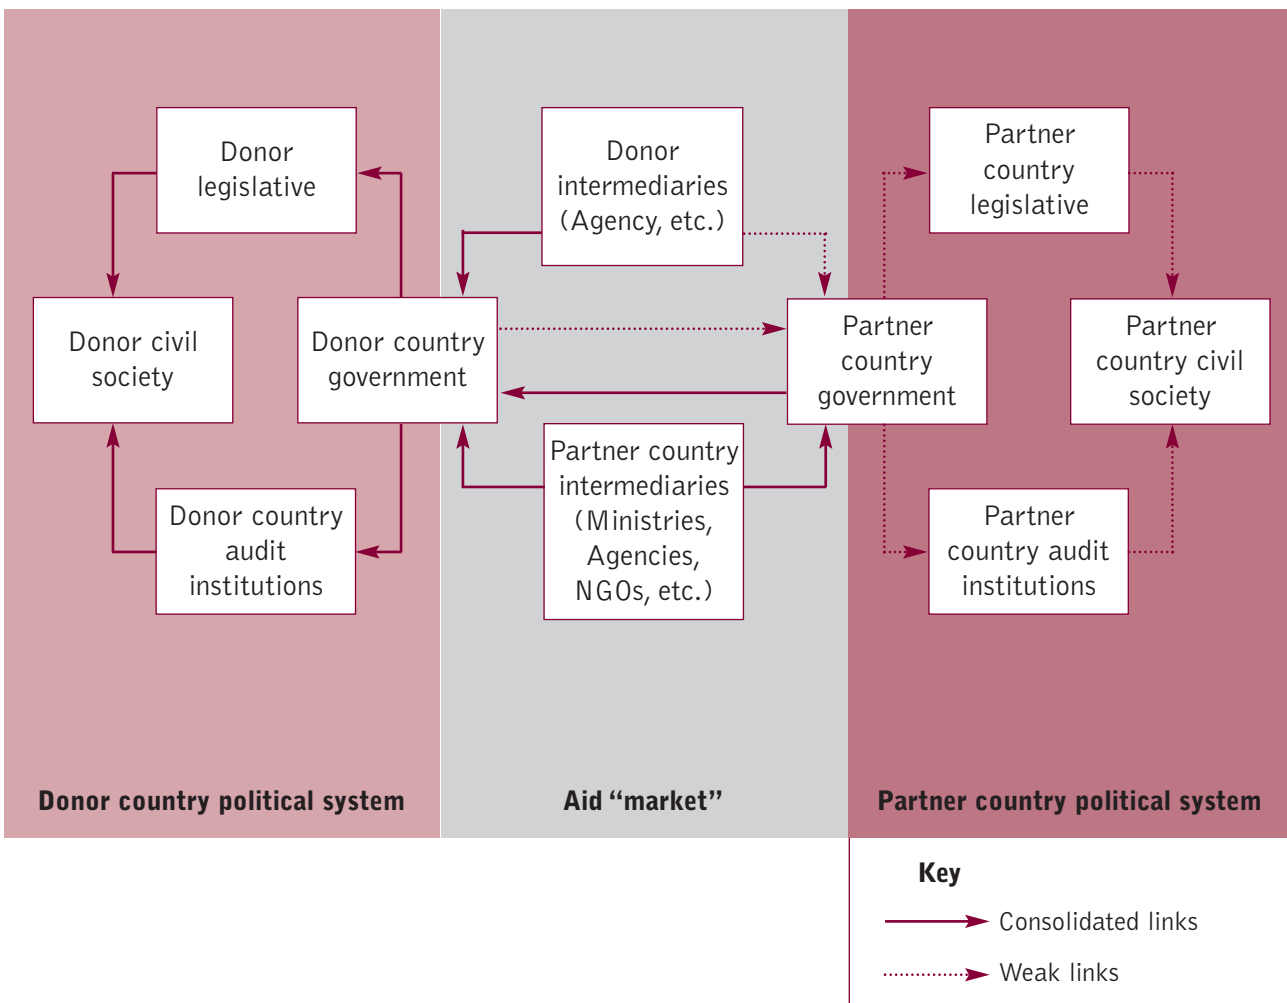 Donor
legislative
Donor civil
society
Donor country
government
Donor country
audit
institutions
Donor
intermediaries
(Agency, etc.)
Partner country
intermediaries
(Ministries,
Agencies,
NGOs, etc.)
Partner
country
government
Partner
country
legislative
Partner
country civil
society
Partner
country audit
institutions
Donor country political system
Aid “market”
Partner country political system
Key
Consolidated links
Weak links